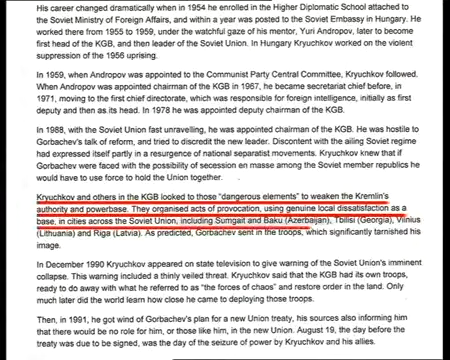 His career changed dramatically when in 1954 he enrolled in the Higher Diplomatic School attached to
the Soviet Ministry of Foreign Affairs, and within a year was posted to the Soviet Embassy in Hungary. He
worked there from 1955 to 1959, under the watchful gaze of his mentor, Yuri Andropov, later to become
first head of the KGB, and then leader of the Soviet Union. In Hungary Kryuchkov worked on the violent
suppression of the 1956 uprising.
In 1959, when Andropov was appointed to the Communist Party Central Committee, Kryuchkov followed.
When Andropov was appointed chairman of the KGB in 1967, he became secretariat chief before, in
1971, moving to the first chief directorate, which was responsible for foreign intelligence, initially as first
deputy and then as its head. In 1978 he was appointed deputy chairman of the KGB.
In 1988, with the Soviet Union fast unravelling, he was appointed chairman of the KGB. He was hostile to
Gorbachev's talk of reform, and tried to discredit the new leader. Discontent with the ailing Soviet regime
had expressed itself partly in a resurgence of national separatist movements. Kryuchkov knew that if
Gorbachev were faced with the possibility of secession en masse among the Soviet member republics he
would have to use force to hold the Union together.
Kryuchkov and others in the KGB looked to those "dangerous elements" to weaken the Kremlin's
authority and powerbase. They organised acts of provocation, using genuine local dissatisfaction as a
base, in cities across the Soviet Union, including Sumgait and Baku (Azerbaijan), Tbilisi (Georgia), Vilnius
(Lithuania) and Riga (Latvia). As predicted, Gorbachev sent in the troops, which significantly tarnished his
image.
In December 1990 Kryuchkov appeared on state television to give warning of the Soviet Union's imminent
collapse. This warning included a thinly veiled threat. Kryuchkov said that the KGB had its own troops,
ready to do away with what he referred to as "the forces of chaos" and restore order in the land. Only
much later did the world learn how close he came to deploying those troops.
Then, in 1991, he got wind of Gorbachev's plan for a new Union treaty, his sources also informing him
that there would be no role for him, or those like him, in the new Union. August 19, the day before the
treaty was due to be signed, was the day of the seizure of power by Kryuchkov and his allies.